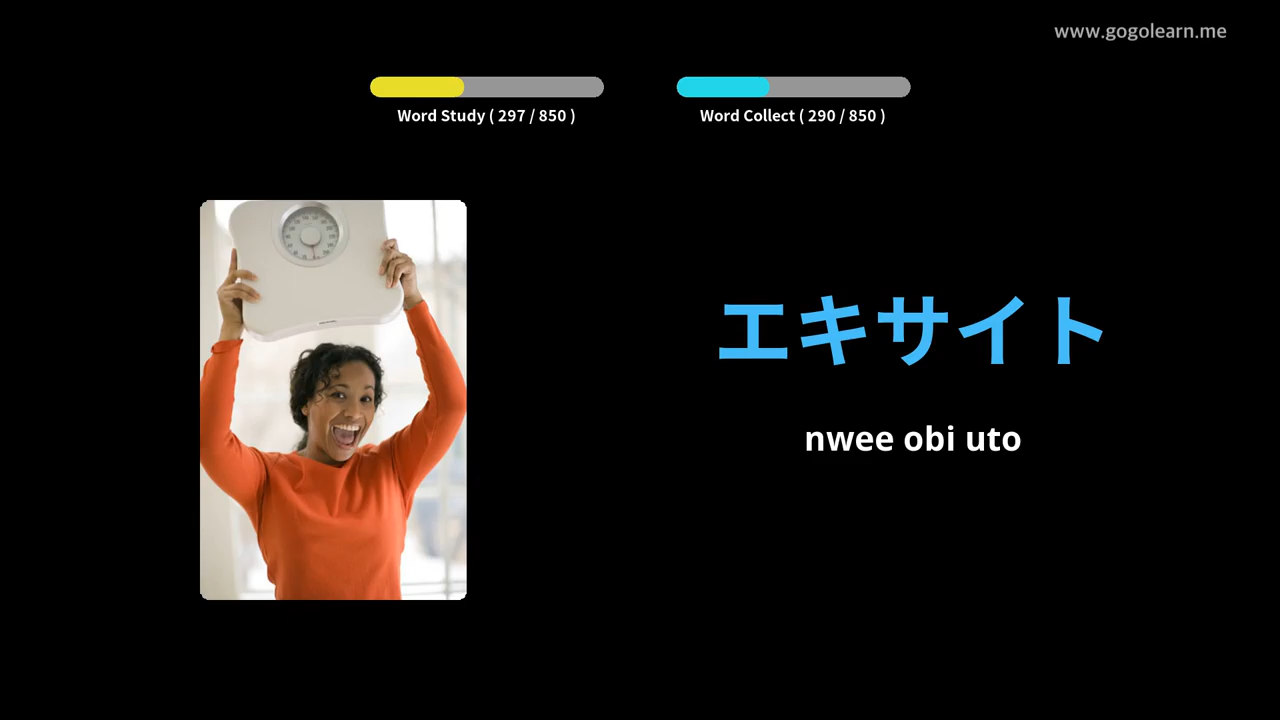 www.gogolearn.me
Word Study ( 297 / 850 )
Word Collect ( 290 / 850 )
エキサイト
nwee obi uto